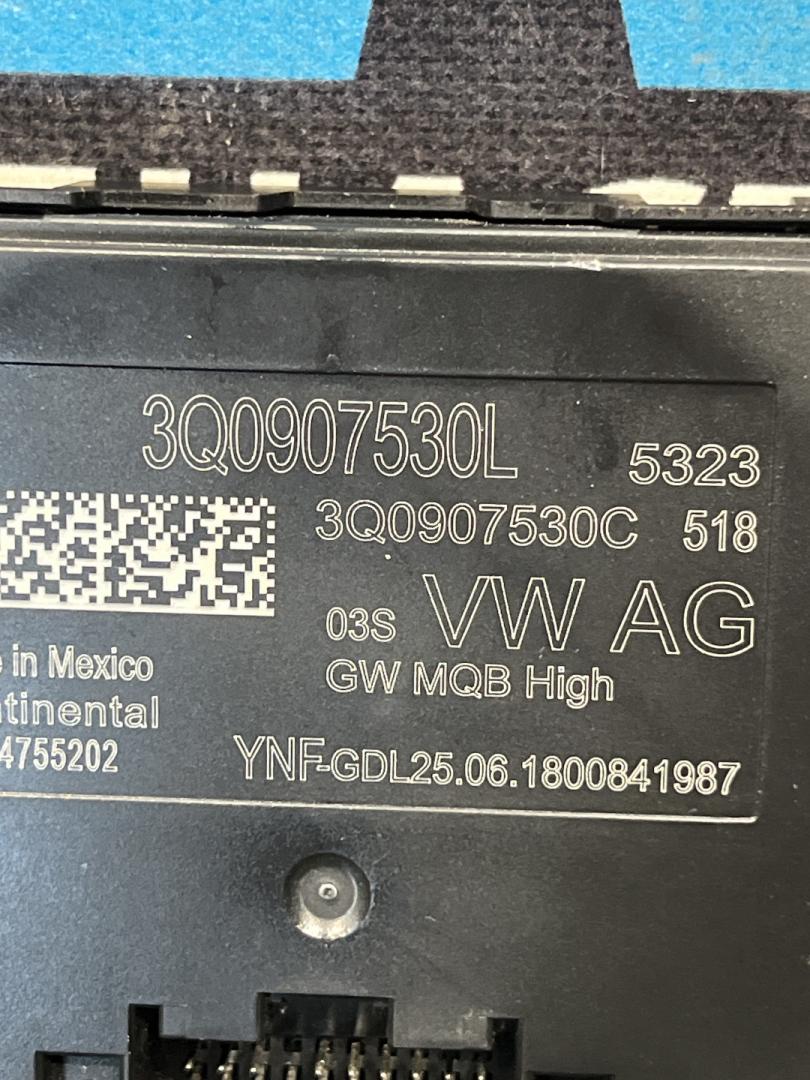 3Q0907530L 5323
3Q0907530C 518
03S VW AG
GW MQB High
in Mexico
ntinental
4755202
YNF-GDL25.06.1800841987